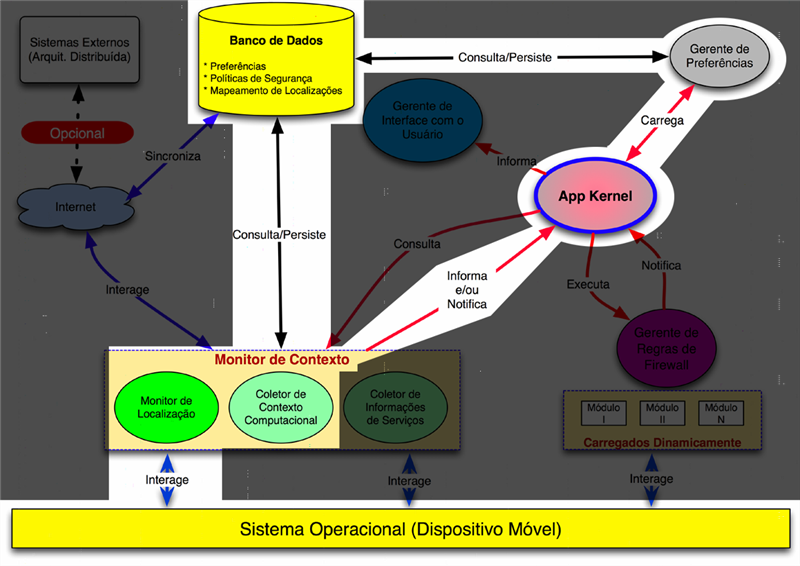 Sistemas Externos
(Arquit. Distribuída)
Banco de Dados
* Preferências
* Políticas de Segurança
* Mapeamento de Localizações
Consulta/Persiste
Gerente de
Preferências
Gerente de
Interface com o
Usuário
Opcional
Sincroniza
Carrega
Informa
Internet
App Kernel
Consulta/Persiste
Consulta
Informa
e/ou
Notifica
Notifica
Executa
Interage
Gerente de
Regras de
Firewall
Monitor de Contexto
Monitor de
Localização
Coletor de
Contexto
Computacional
Coletor de
Informações
de Serviços
Módulo
I
Módulo
II
Módulo
N
Carregados Dinamicamente
Interage
Interage
Interage
Sistema Operacional (Dispositivo Móvel)